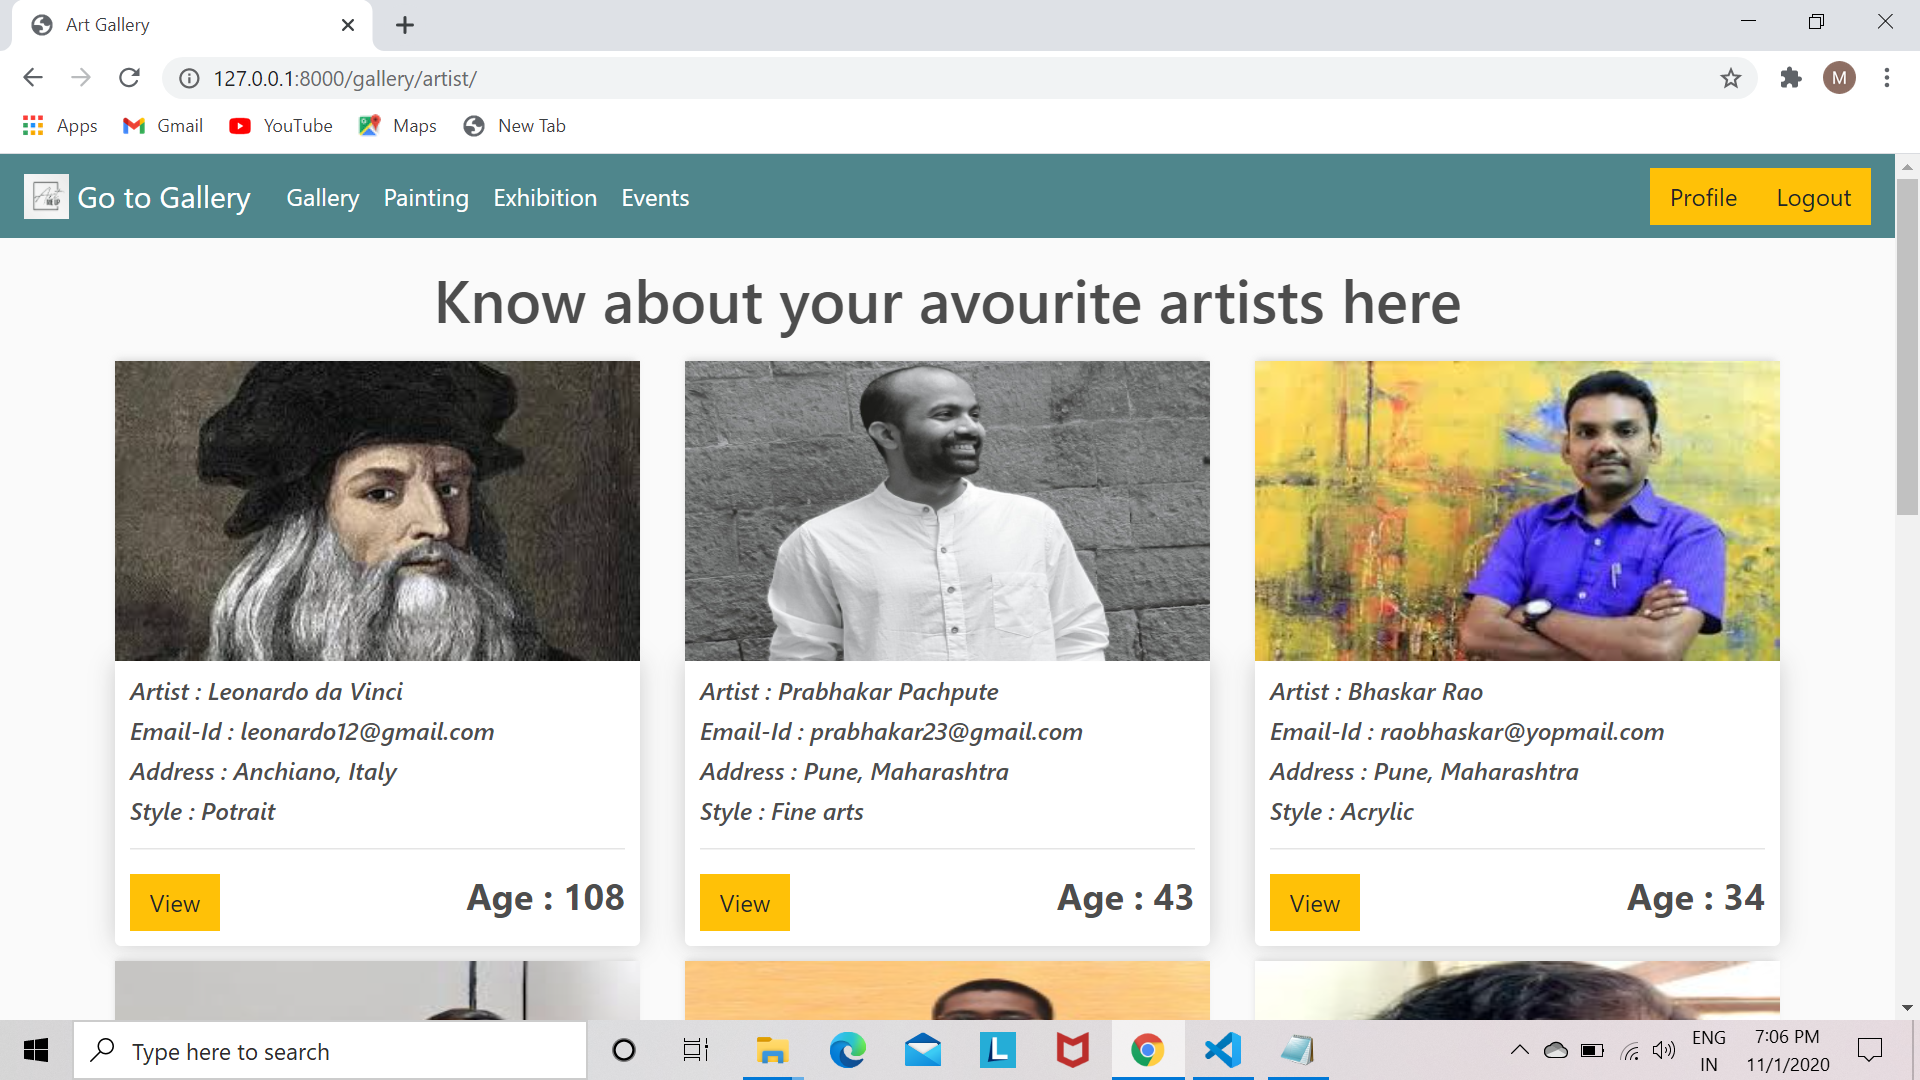 Art Gallery
127.0.0.1:8000/gallery/artist/
M
Apps Gmail YouTube Maps New Tab
Go to Gallery Gallery Painting Exhibition Events Profile Logout
Know about your avourite artists here
Artist : Leonardo da Vinci
Email-Id : leonardo12@gmail.com
Address : Anchiano, Italy
Style : Potrait
View Age : 108
Artist : Prabhakar Pachpute
Email-Id : prabhakar23@gmail.com
Address : Pune, Maharashtra
Style : Fine arts
View Age : 43
Artist : Bhaskar Rao
Email-Id : raobhaskar@yopmail.com
Address : Pune, Maharashtra
Style : Acrylic
View Age : 34
Type here to search
L
ENG
IN
7:06 PM
11/1/2020